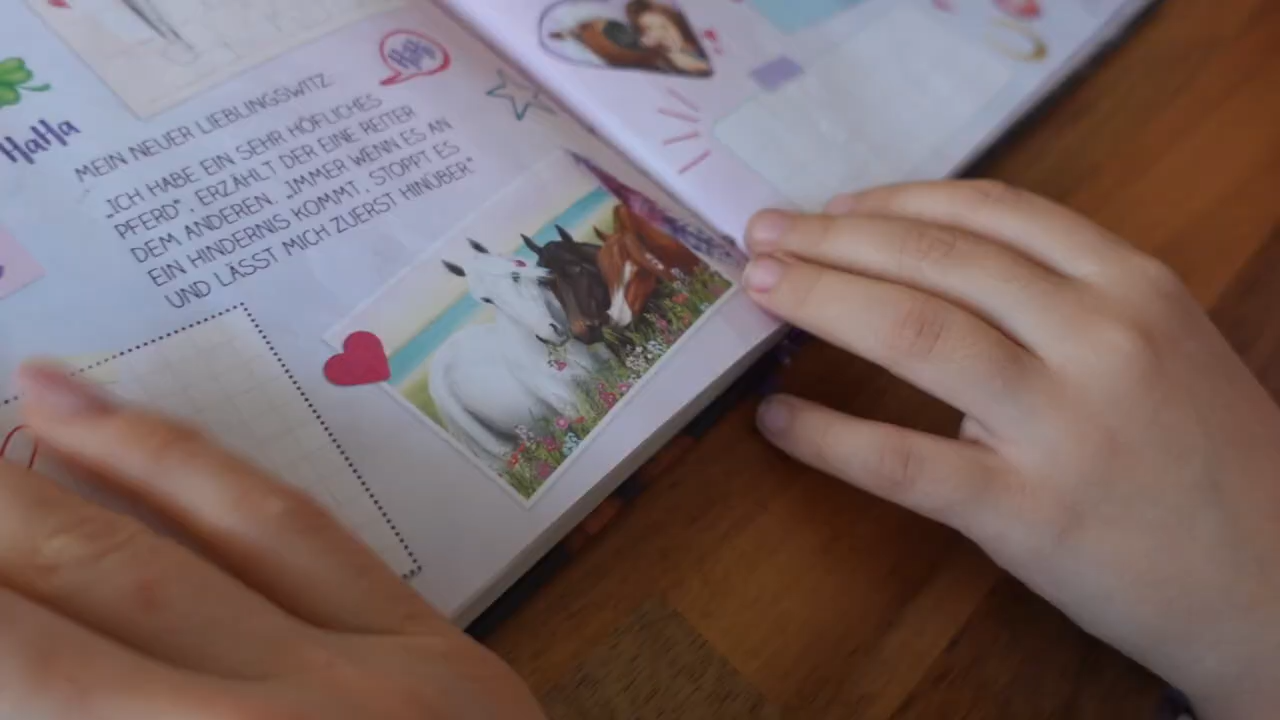 Haha
HaHa
MEIN NEUER LIEBLINGSWITZ
„ICH HABE EIN SEHR HÖFLICHES
PFERD", ERZÄHLT DER EINE REITER
DEM ANDEREN. „IMMER WENN ES AN
EIN HINDERNIS KOMMT, STOPPT ES
UND LÄSST MICH ZUERST HINÜBER."